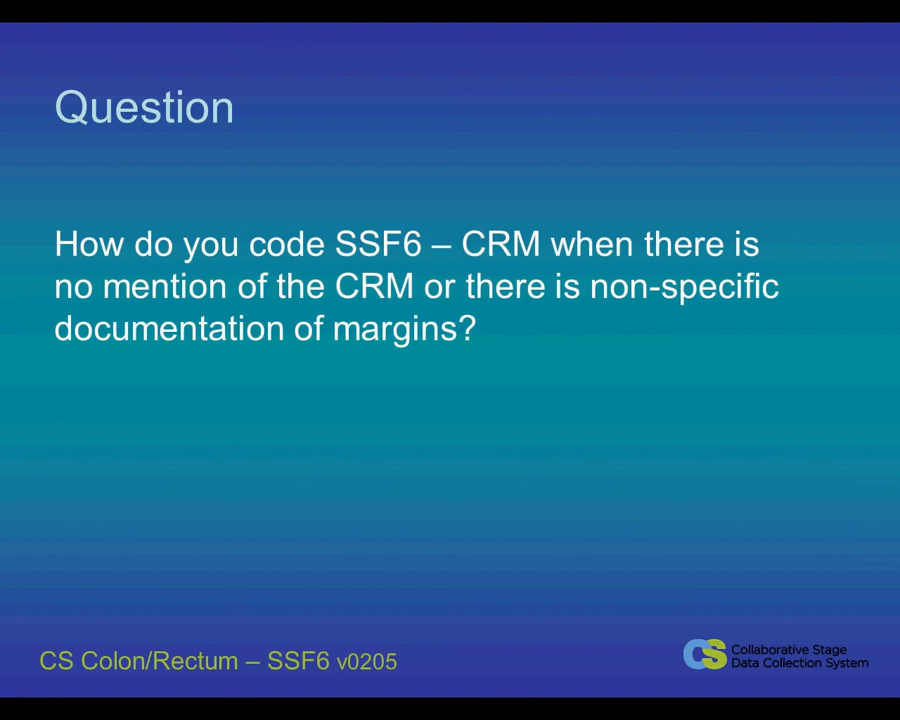 Question
How do you code SSF6 – CRM when there is
no mention of the CRM or there is non-specific
documentation of margins?
CS Colon/Rectum – SSF6 v0205
CS Collaborative Stage
Data Collection System